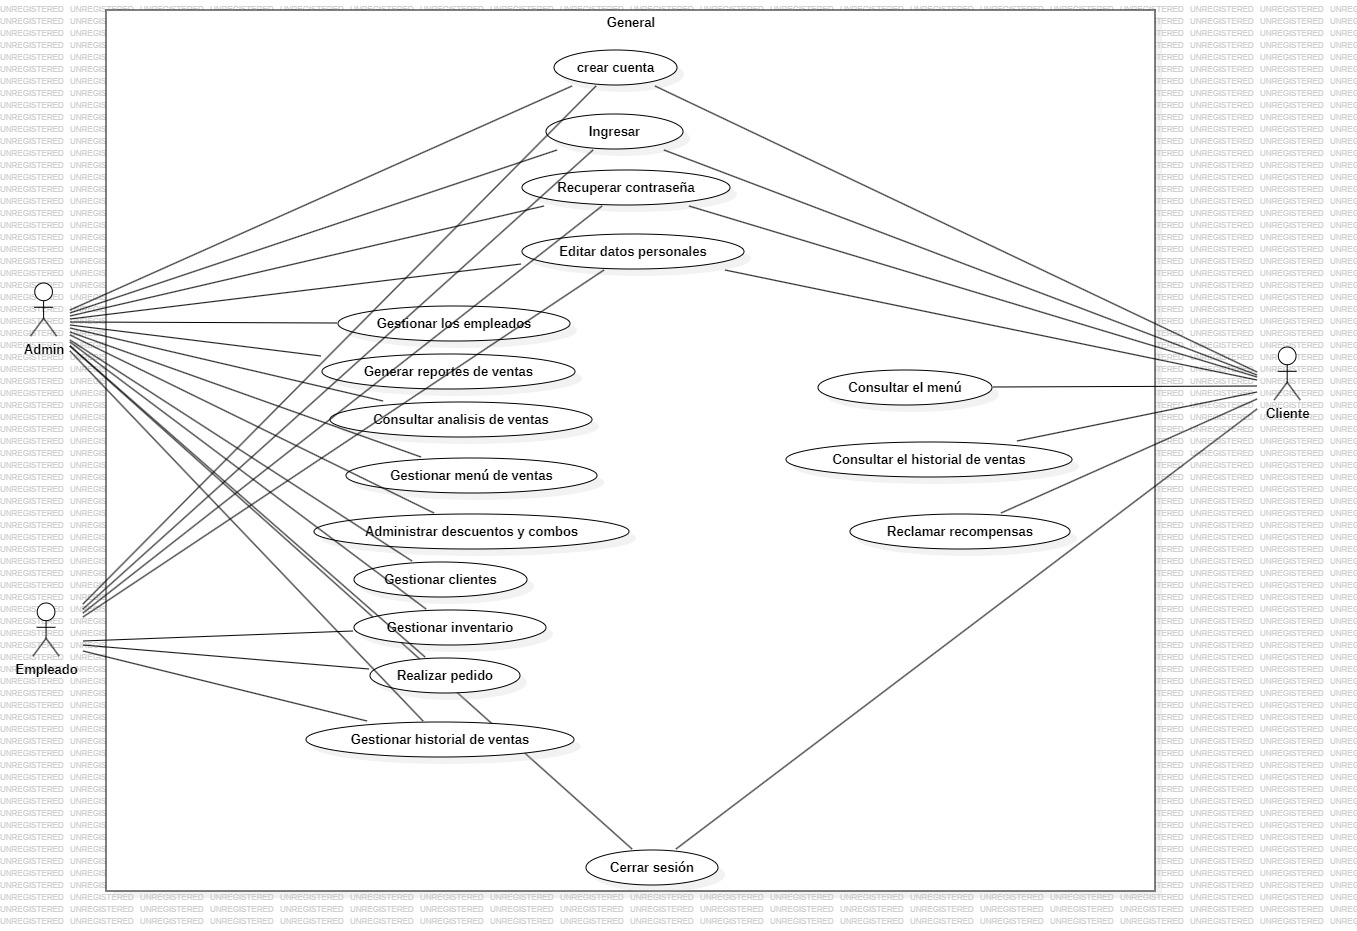 General
crear cuenta
Ingresar
Recuperar contraseña
Editar datos personales
Gestionar los empleados
Admin
Generar reportes de ventas
Consultar el menú
Cliente
Consultar analisis de ventas
Consultar el historial de ventas
Gestionar menú de ventas
Administrar descuentos y combos
Reclamar recompensas
Gestionar clientes
Gestionar inventario
Empleado
Realizar pedido
Gestionar historial de ventas
Cerrar sesión
UNREGISTERED